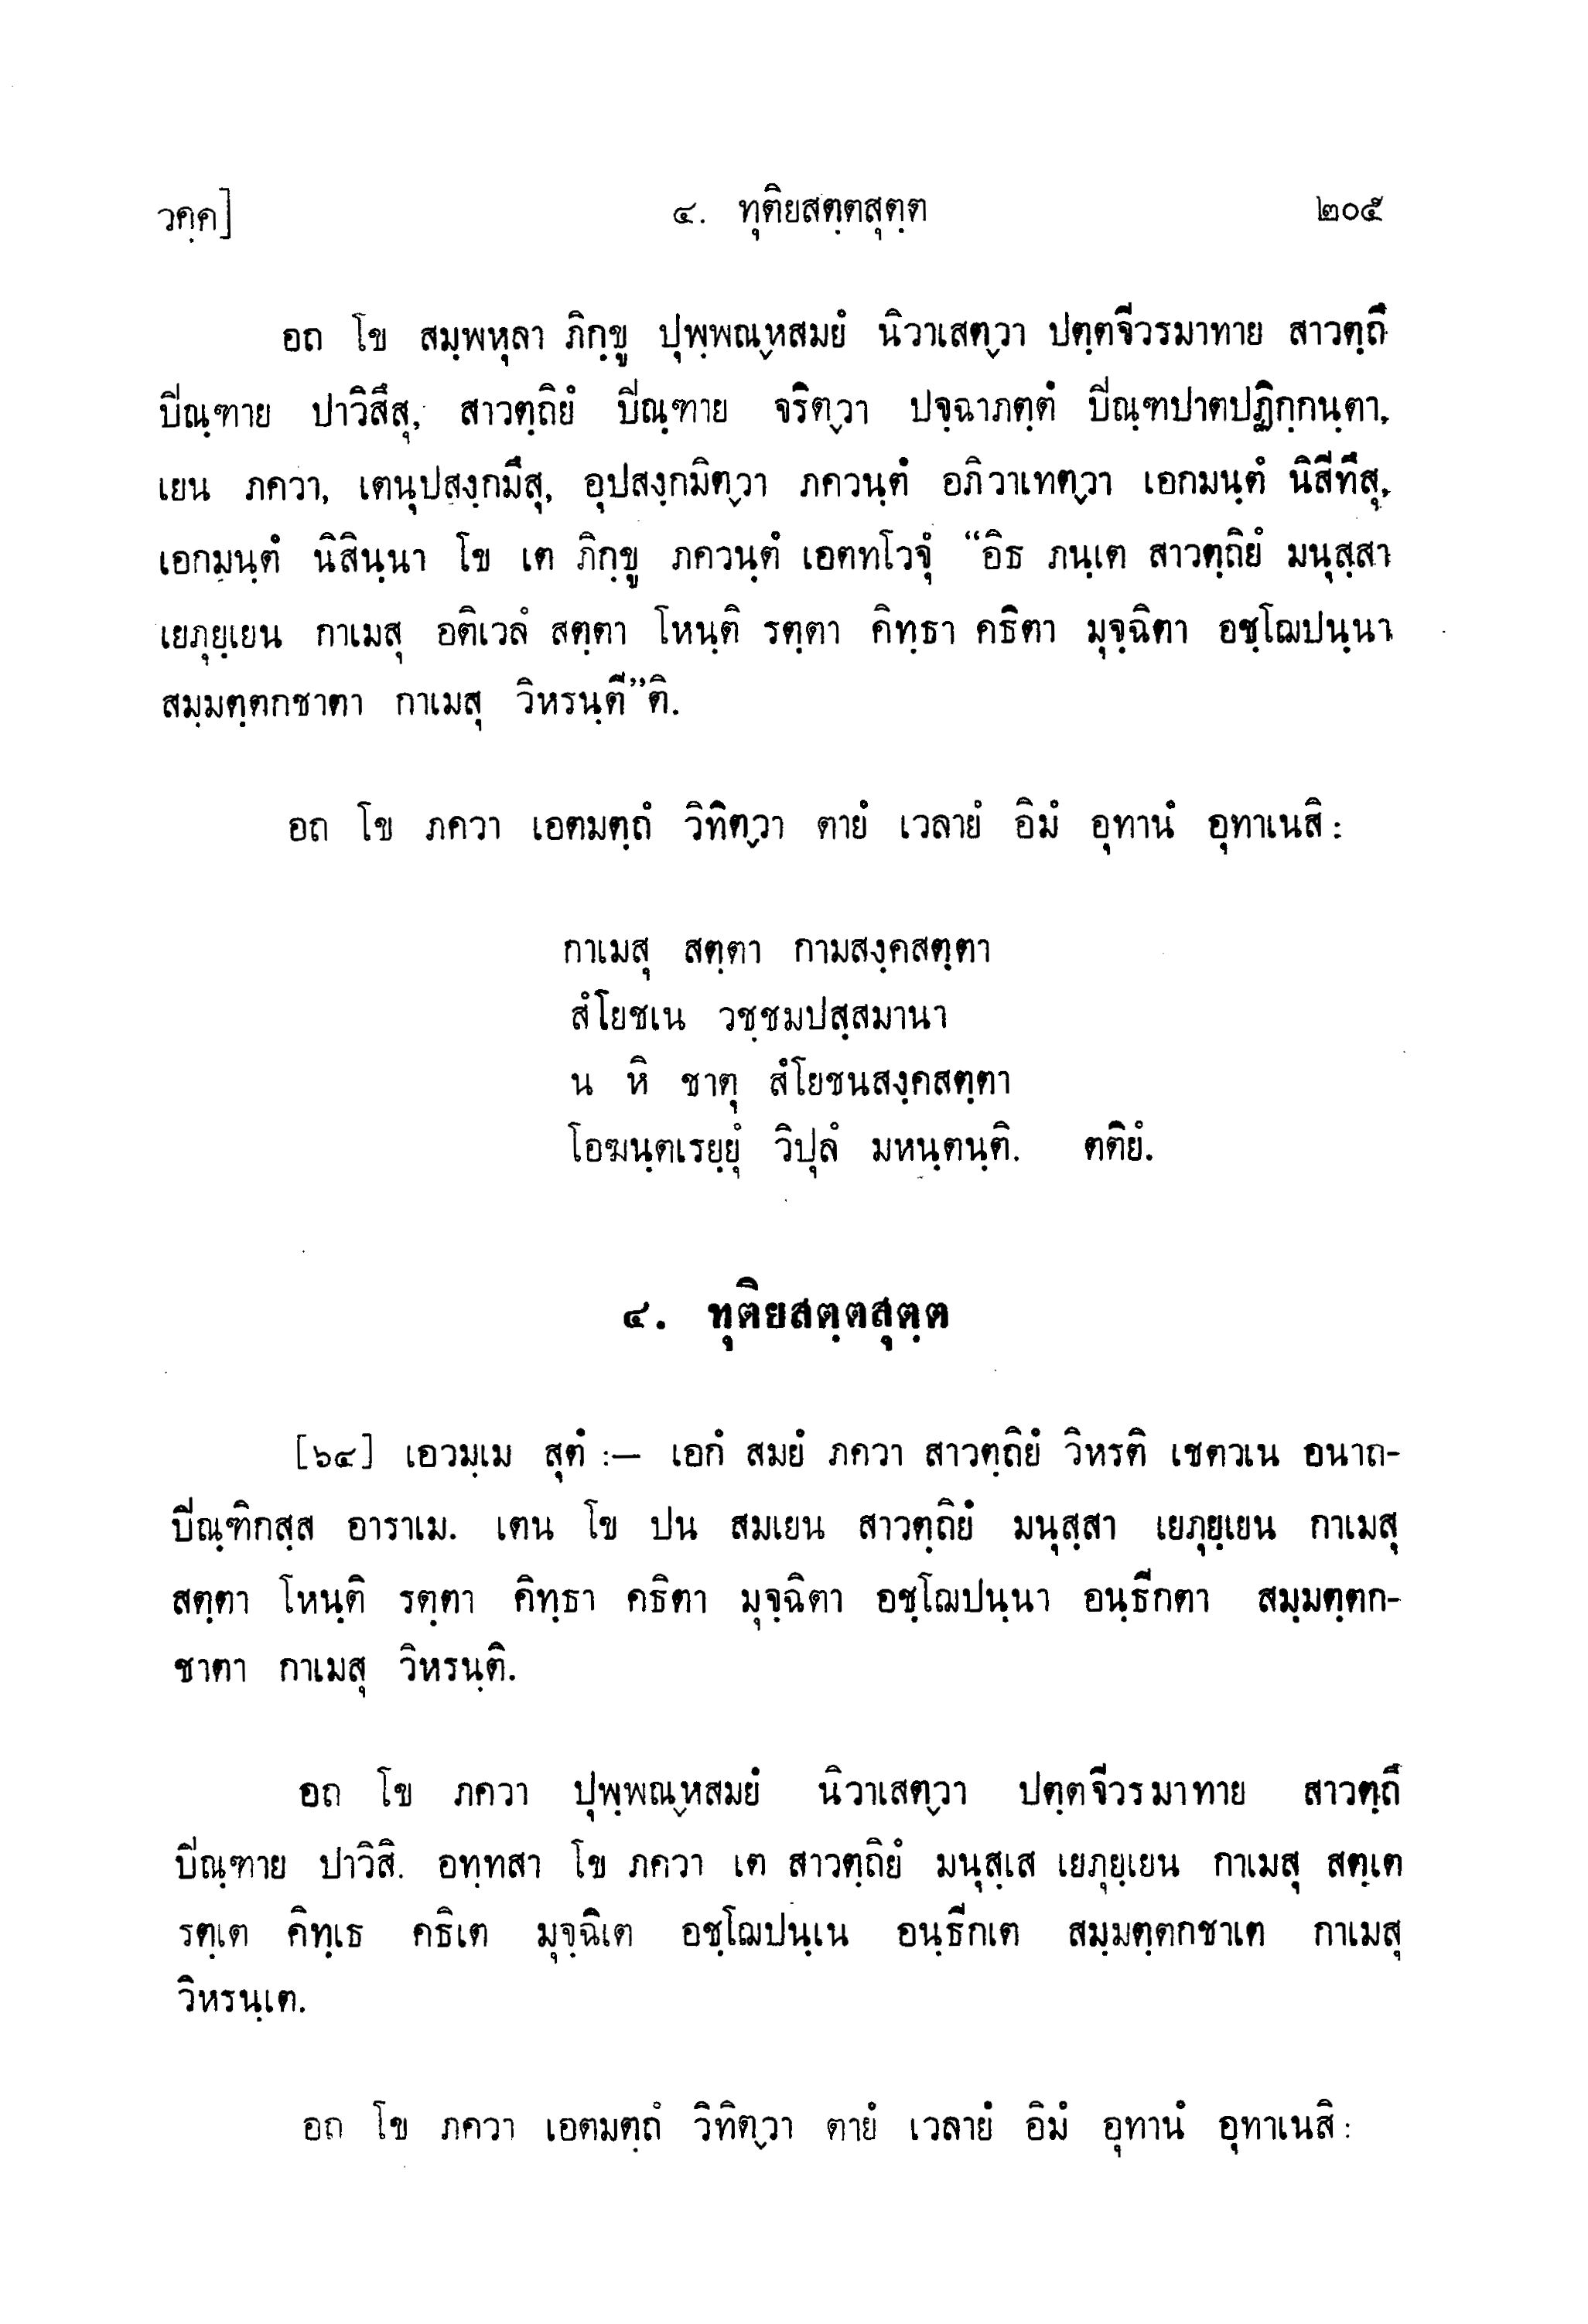 วคฺค]
๔. ทุติยสตฺตสุตฺต
๒๐๕
อถ โข สมฺพหุลา ภิกฺขู ปุพฺพณฺหสมยํ นิวาเสตฺวา ปตฺตจีวรมาทาย สาวตฺถึ
ปิณฺฑาย ปาวิสึสุ, สาวตฺถิยํ ปิณฺฑาย จริตฺวา ปจฺฉาภตฺตํ ปิณฺฑปาตปฏิกฺกนฺตา,
เยน ภควา, เตนุปสงฺกมึสุ, อุปสงฺกมิตฺวา ภควนฺตํ อภิวาเทตฺวา เอกมนฺตํ นิสีทึสุ,
เอกมนฺตํ นิสินฺนา โข เต ภิกฺขู ภควนฺตํ เอตทโวจุํ “อิธ ภนฺเต สาวตฺถิยํ มนุสฺสา
เยภุยฺเยน กาเมสุ อติเวลํ สตฺตา โหนฺติ รตฺตา คิทฺธา คธิตา มุจฺฉิตา อชฺโฌปนฺนา
สมฺมตฺตกชาตา กาเมสุ วิหรนฺตี”ติ.
อถ โข ภควา เอตมตฺถํ วิทิตฺวา ตายํ เวลายํ อิมํ อุทานํ อุทาเนสิ:
กาเมสุ สตฺตา กามสงฺคสตฺตา
สํโยชเน วชฺชมปสฺสมานา
น หิ ชาตุ สํโยชนสงฺคสตฺตา
โอฆนฺตเรยฺยุํ วิปุลํ มหนฺตนฺติ. ตติยํ.
๔. ทุติยสตฺตสุตฺต
[๖๔] เอวมฺเม สุตํ :— เอกํ สมยํ ภควา สาวตฺถิยํ วิหรติ เชตวเน อนาถ-
ปิณฺฑิกสฺส อาราเม. เตน โข ปน สมเยน สาวตฺถิยํ มนุสฺสา เยภุยฺเยน กาเมสุ
สตฺตา โหนฺติ รตฺตา คิทฺธา คธิตา มุจฺฉิตา อชฺโฌปนฺนา อนฺธีกตา สมฺมตฺตก-
ชาตา กาเมสุ วิหรนฺติ.
อถ โข ภควา ปุพฺพณฺหสมยํ นิวาเสตฺวา ปตฺตจีวรมาทาย สาวตฺถึ
ปิณฺฑาย ปาวิสิ. อทฺทสา โข ภควา เต สาวตฺถิยํ มนุสฺเส เยภุยฺเยน กาเมสุ สตฺเต
รตฺเต คิทฺเธ คธิเต มุจฺฉิเต อชฺโฌปนฺเน อนฺธีกเต สมฺมตฺตกชาเต กาเมสุ
วิหรนฺเต.
อถ โข ภควา เอตมตฺถํ วิทิตฺวา ตายํ เวลายํ อิมํ อุทานํ อุทาเนสิ: